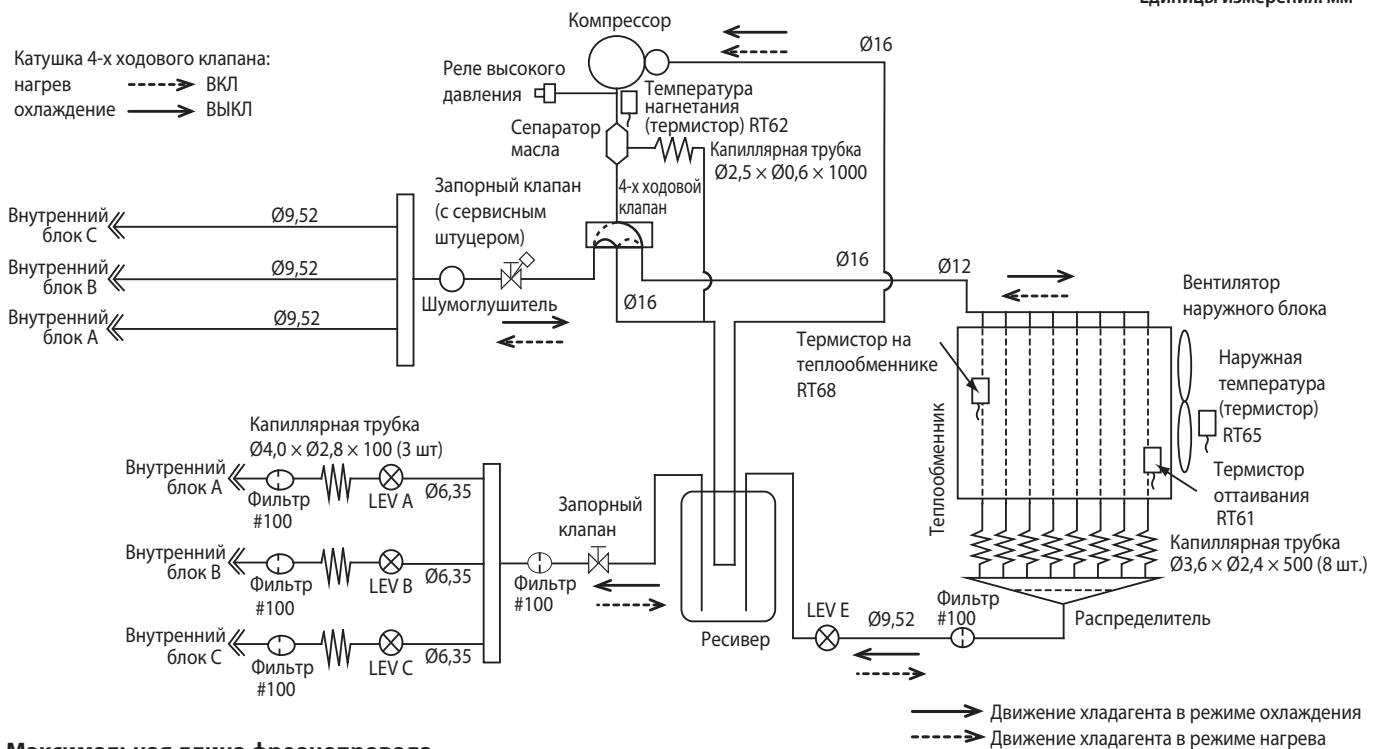 Единицы измерения: мм
Компрессор
Катушка 4-х ходового клапана:
нагрев ВКЛ
охлаждение ВЫКЛ
Реле высокого
давления
Ø16
Температура
нагнетания
(термистор) RT62
Сепаратор
масла
Капиллярная трубка
Ø2,5 × Ø0,6 × 1000
4-х ходовой
клапан
Запорный клапан
(с сервисным
штуцером)
Внутренний
блок C
Ø9,52
Внутренний
блок B
Ø9,52
Внутренний
блок A
Ø9,52
Шумоглушитель
Ø16
Ø16
Ø12
Вентилятор
наружного блока
Термистор на
теплообменнике
RT68
Наружная
температура
(термистор)
RT65
Теплообменник
Термистор
оттаивания
RT61
Капиллярная трубка
Ø3,6 × Ø2,4 × 500 (8 шт.)
Распределитель
Капиллярная трубка
Ø4,0 × Ø2,8 × 100 (3 шт)
Внутренний
блок A
Фильтр
#100
LEV A
Ø6,35
Внутренний
блок B
Фильтр
#100
LEV B
Ø6,35
Внутренний
блок C
Фильтр
#100
LEV C
Ø6,35
Запорный
клапан
Фильтр
#100
Ресивер
LEV E
Ø9,52
Фильтр
#100
Движение хладагента в режиме охлаждения
Движение хладагента в режиме нагрева
Максимальная длина фреонопровода